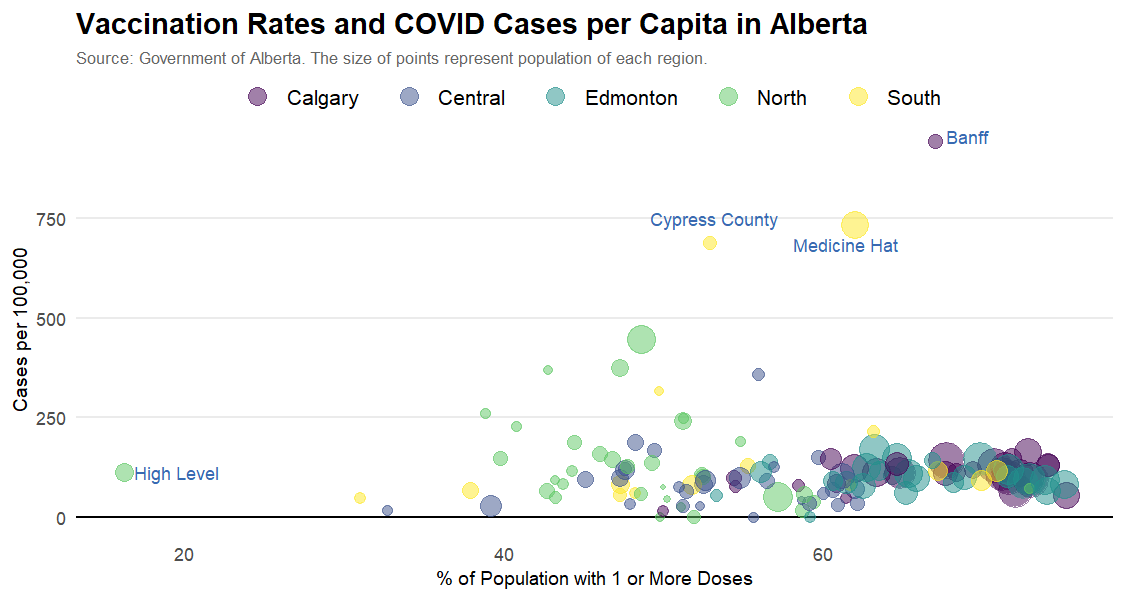 Vaccination Rates and COVID Cases per Capita in Alberta
Source: Government of Alberta. The size of points represent population of each region.
Calgary Central Edmonton North South
Banff
750
Cypress County
Medicine Hat
Cases per 100,000
500
250
High Level
0
20 40 60
% of Population with 1 or More Doses